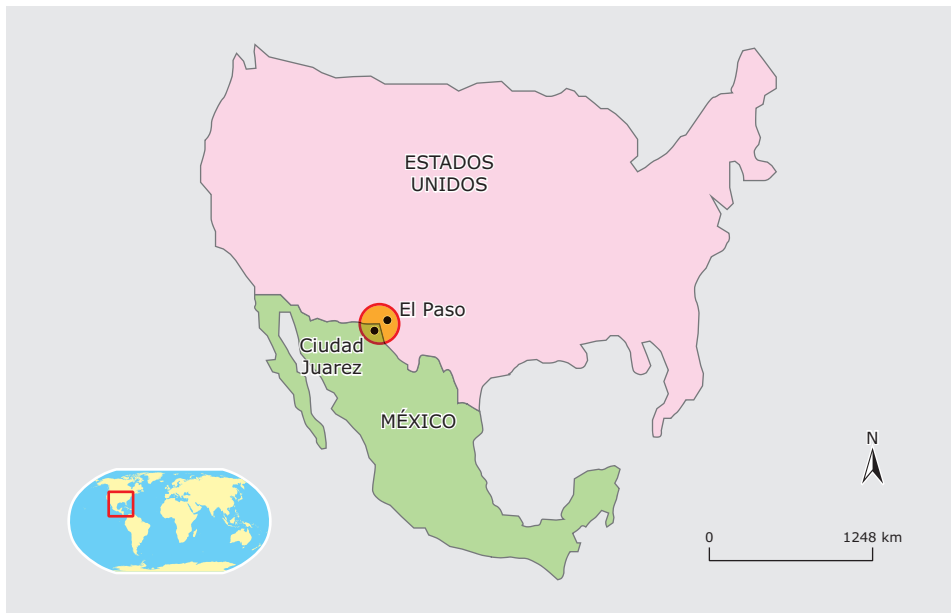 ESTADOS
UNIDOS
El Paso
Ciudad
Juarez
MÉXICO
N
0 1248 km